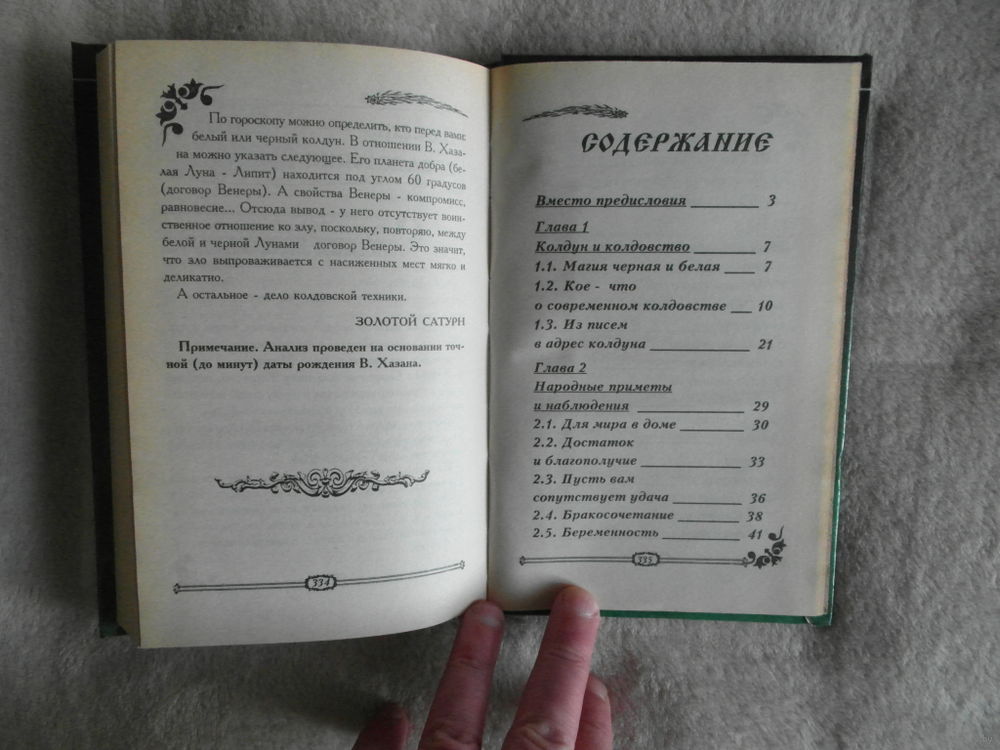 По гороскопу можно определить, кто перед вами:
белый или черный колдун. В отношении В. Хаза-
на можно указать следующее. Его планета добра (бе-
лая Луна - Липит) находится под углом 60 градусов
(договор Венеры). А свойства Венеры - компромисс,
равновесие... Отсюда вывод - у него отсутствует воин-
ственное отношение ко злу, поскольку, повторяю, между
белой и черной Лунами договор Венеры. Это значит,
что зло выпроваживается с насиженных мест мягко и
деликатно.
А остальное - дело колдовской техники.
ЗОЛОТОЙ САТУРН
Примечание. Анализ проведен на основании точ-
ной (до минут) даты рождения В. Хазана.
334
СОДЕРЖАНИЕ
Вместо предисловия 3
Глава 1
Колдун и колдовство 7
1.1. Магия черная и белая 7
1.2. Кое - что
о современном колдовстве 10
1.3. Из писем
в адрес колдуна 21
Глава 2
Народные приметы
и наблюдения 29
2.1. Для мира в доме 30
2.2. Достаток
и благополучие 33
2.3. Пусть вам
сопутствует удача 36
2.4. Бракосочетание 38
2.5. Беременность 41
335